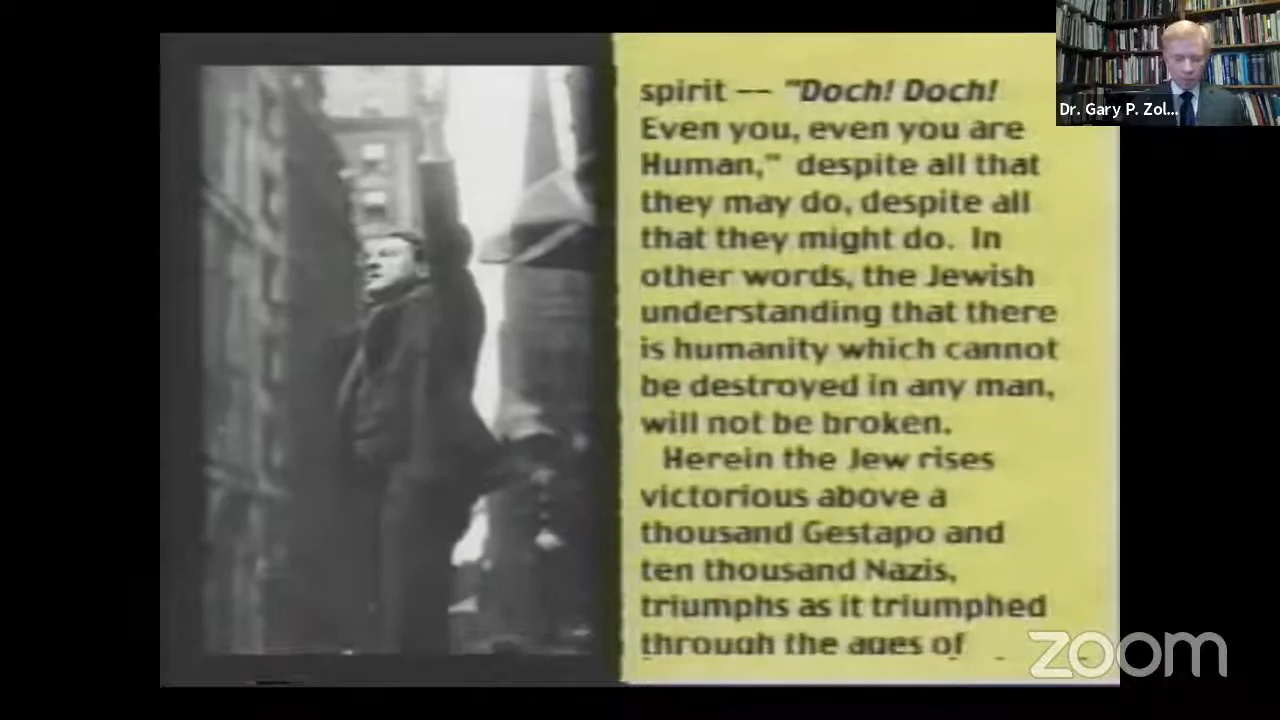 spirit -- "Doch! Doch!
Even you, even you are
Human," despite all that
they may do, despite all
that they might do. In
other words, the Jewish
understanding that there
is humanity which cannot
be destroyed in any man,
will not be broken.
Herein the Jew rises
victorious above a
thousand Gestapo and
ten thousand Nazis,
triumphs as it triumphed
through the ages of
Dr. Gary P. Zol...
zoom